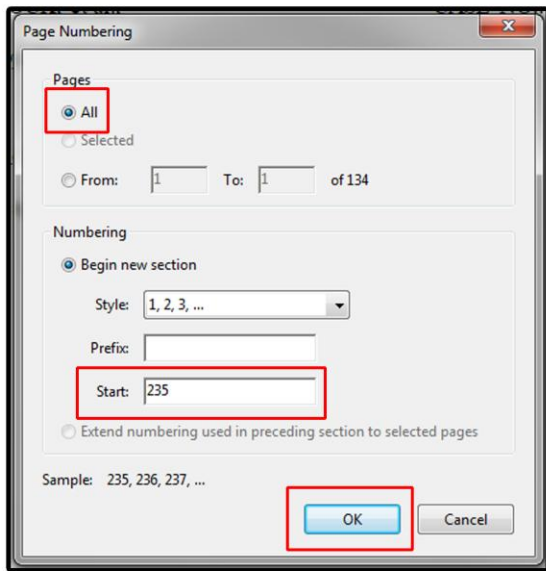 Page Numbering
Pages
All
Selected
From: 1 To: 1 of 134
Numbering
Begin new section
Style: 1, 2, 3, ...
Prefix:
Start: 235
Extend numbering used in preceding section to selected pages
Sample: 235, 236, 237, ...
OK Cancel